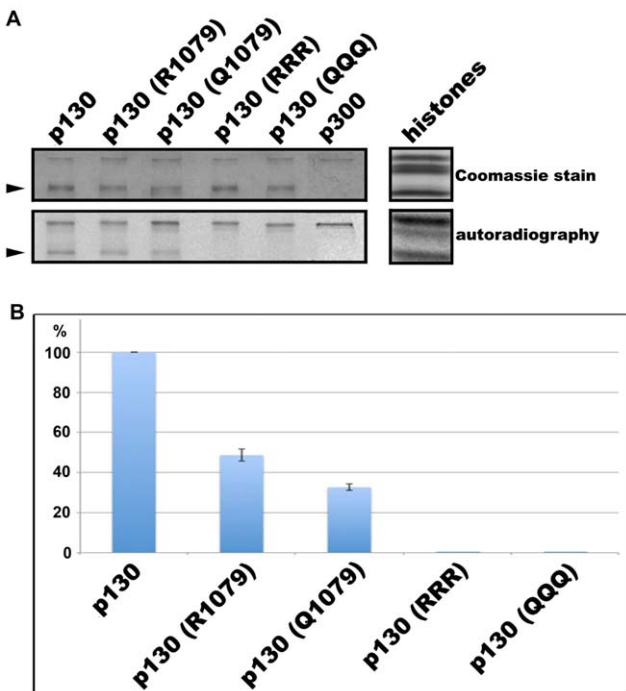 A
p130
p130 (R1079)
p130 (Q1079)
p130 (RRR)
p130 (QQQ)
p300
histones
Coomassie stain
autoradiography
B
%
100
80
60
40
20
0
p130
p130 (R1079)
p130 (Q1079)
p130 (RRR)
p130 (QQQ)